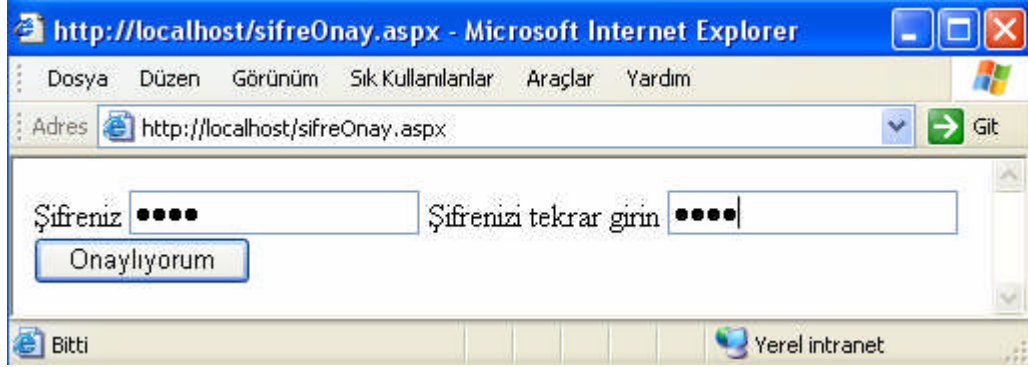 http://localhost/sifreOnay.aspx - Microsoft Internet Explorer
Dosya Düzen Görünüm Sık Kullanılanlar Araçlar Yardım
Adres http://localhost/sifreOnay.aspx Git
Şifreniz •••• Şifrenizi tekrar girin ••••
Onaylıyorum
Bitti Yerel intranet